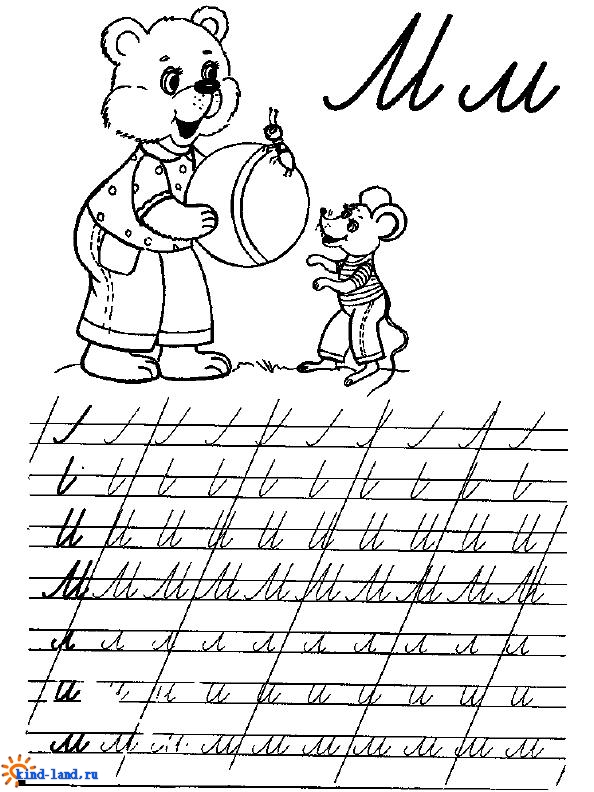 М м
М М М М М М М М М М
л л л л л л л л л л
и и и и и и и и и и
м м м м м м м м м м
kind-land.ru